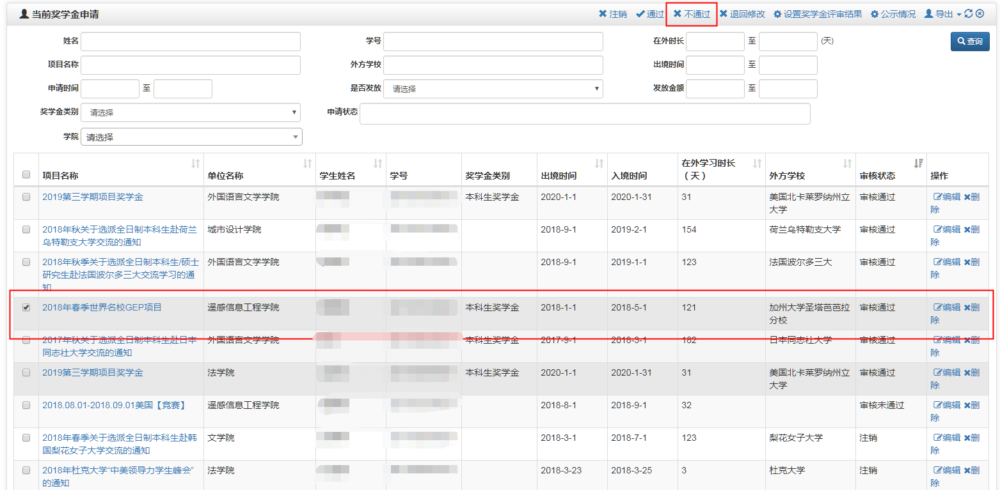 当前奖学金申请 注销 通过 不通过 退回修改 设置奖学金评审结果 公示情况 导出
姓名 学号 在外时长 至 (天) 查询
项目名称 外方学校 出境时间 至
申请时间 至 是否发放 请选择 发放金额 至
奖学金类别 请选择 申请状态
学院 请选择
项目名称 单位名称 学生姓名 学号 奖学金类别 出境时间 入境时间 在外学习时长
（天） 外方学校 审核状态 操作
2019第三学期项目奖学金 外国语言文学学院 本科生奖学金 2020-1-1 2020-1-31 31 美国北卡莱罗纳州立 审核通过 编辑 删
大学 除
2018年秋关于选派全日制本科生赴荷兰 城市设计学院 2018-9-1 2019-2-1 154 荷兰乌特勒支大学 审核通过 编辑 删
乌特勒支大学交流的通知 除
2018年秋季关于选派全日制本科生/硕士 外国语言文学学院 2018-9-1 2019-1-1 123 法国波尔多三大 审核通过 编辑 删
研究生赴法国波尔多三大交流学习的通 除
知
2018年春季世界名校GEP项目 遥感信息工程学院 本科生奖学金 2018-1-1 2018-5-1 121 加州大学圣塔芭芭拉 审核通过 编辑 删
分校 除
2017年秋关于选派全日制本科生赴日本 外国语言文学学院 本科生奖学金 2017-9-1 2018-3-1 182 日本同志社大学 审核通过 编辑 删
同志社大学交流的通知 除
2019第三学期项目奖学金 法学院 本科生奖学金 2020-1-1 2020-1-31 31 美国北卡莱罗纳州立 审核通过 编辑 删
大学 除
2018.08.01-2018.09.01美国【竞赛】 遥感信息工程学院 2018-8-1 2018-9-1 32 审核未通过 编辑 删
除
2018年春季关于选派全日制本科生赴韩 文学院 2018-3-1 2018-7-1 123 梨花女子大学 注销 编辑 删
国梨花女子大学交流的通知 除
2018年杜克大学“中美领导力学生峰会” 法学院 2018-3-23 2018-3-25 3 杜克大学 注销 编辑 删
的通知 除